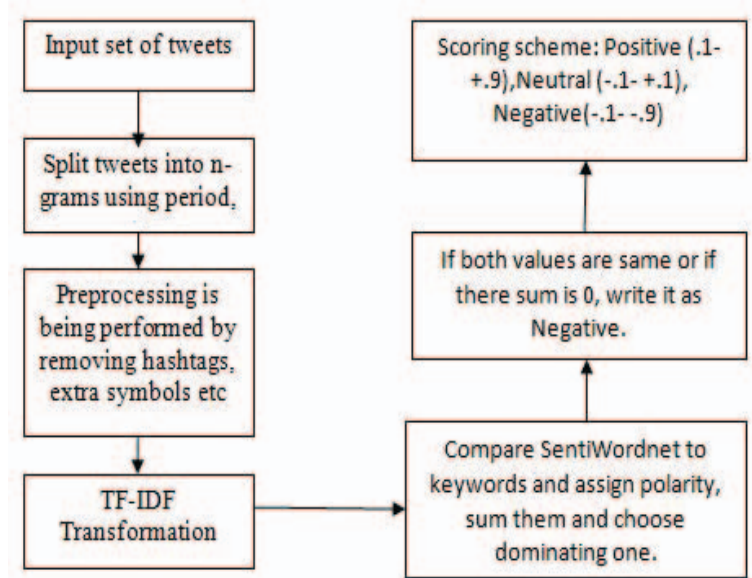 Input set of tweets
Split tweets into n-
grams using period,
Preprocessing is
being performed by
removing hashtags,
extra symbols etc
TF-IDF
Transformation
Compare SentiWordnet to
keywords and assign polarity,
sum them and choose
dominating one.
If both values are same or if
there sum is 0, write it as
Negative.
Scoring scheme: Positive (.1-
+.9),Neutral (-.1- +.1),
Negative(-.1- -.9)